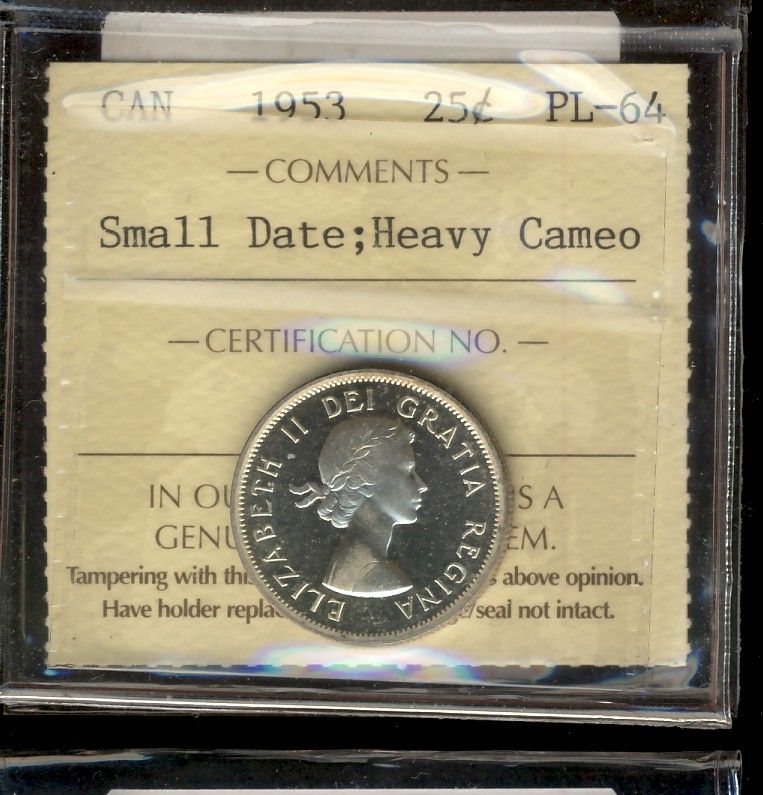 CAN 1953 25¢ PL-64
— COMMENTS —
Small Date;Heavy Cameo
— CERTIFICATION NO. —
ELIZABETH II DEI GRATIA REGINA
IN OU S A
GENU EM.
Tampering with thi s above opinion.
Have holder repla e/seal not intact.